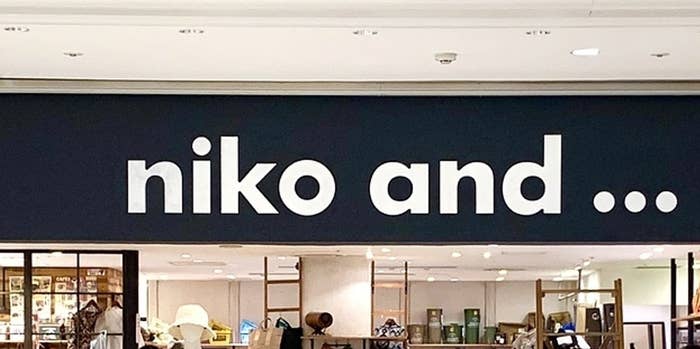 niko and ...